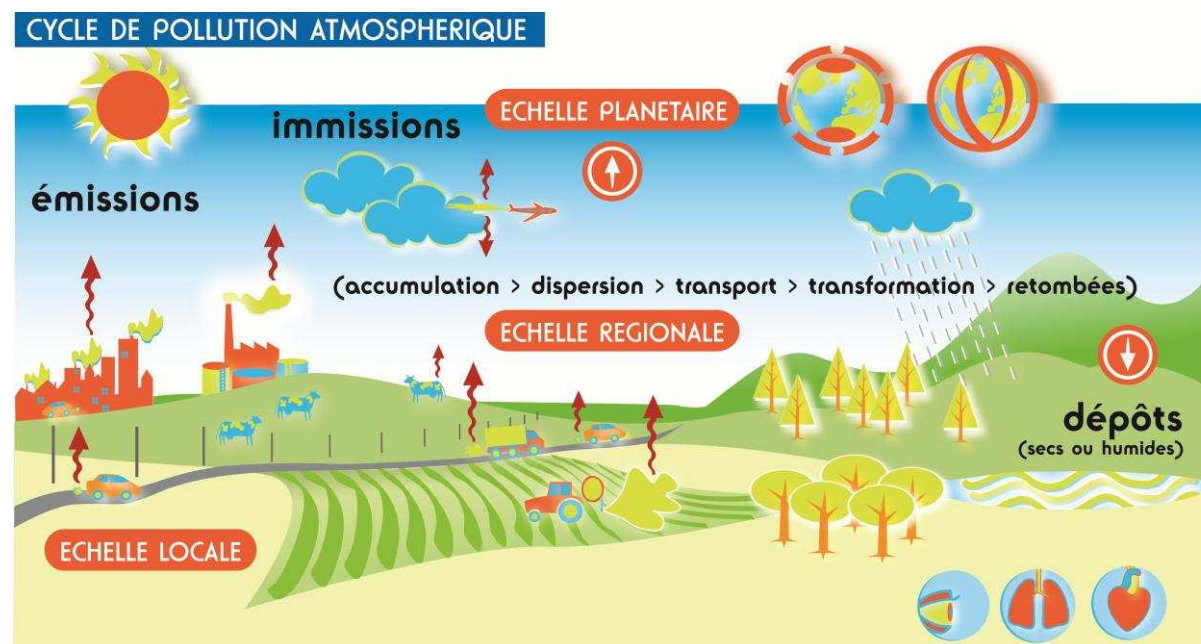 CYCLE DE POLLUTION ATMOSPHERIQUE
ECHELLE PLANETAIRE
immissions
émissions
(accumulation > dispersion > transport > transformation > retombées)
ECHELLE REGIONALE
dépôts
(secs ou humides)
ECHELLE LOCALE